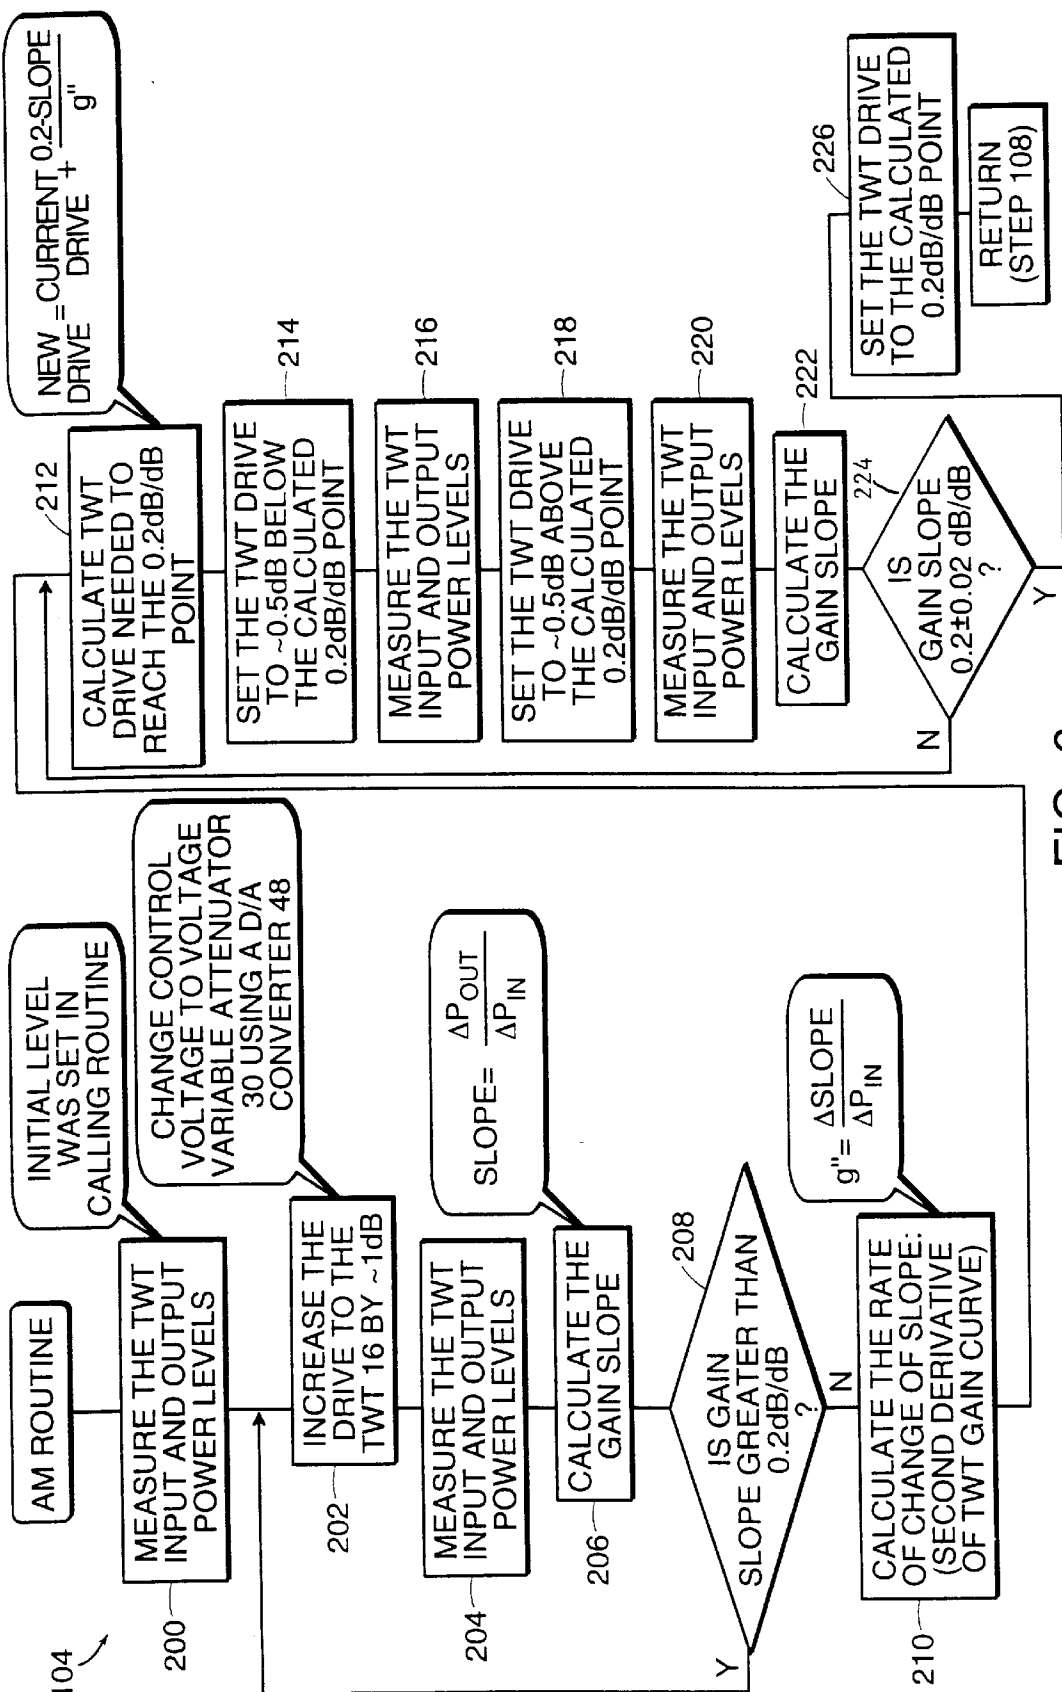 104
AM ROUTINE
INITIAL LEVEL
WAS SET IN
CALLING ROUTINE
MEASURE THE TWT
INPUT AND OUTPUT
POWER LEVELS
200
CHANGE CONTROL
VOLTAGE TO VOLTAGE
VARIABLE ATTENUATOR
30 USING A D/A
CONVERTER 48
INCREASE THE
DRIVE TO THE
TWT 16 BY ~1dB
202
MEASURE THE TWT
INPUT AND OUTPUT
POWER LEVELS
204
SLOPE= ΔP_OUT / ΔP_IN
CALCULATE THE
GAIN SLOPE
206
IS GAIN
SLOPE GREATER THAN
0.2dB/dB
?
208
Y
N
g"= ΔSLOPE / ΔP_IN
CALCULATE THE RATE
OF CHANGE OF SLOPE:
(SECOND DERIVATIVE
OF TWT GAIN CURVE)
210
NEW DRIVE = CURRENT DRIVE + 0.2-SLOPE / g"
212
CALCULATE TWT
DRIVE NEEDED TO
REACH THE 0.2dB/dB
POINT
SET THE TWT DRIVE
TO ~0.5dB BELOW
THE CALCULATED
0.2dB/dB POINT
214
MEASURE THE TWT
INPUT AND OUTPUT
POWER LEVELS
216
SET THE TWT DRIVE
TO ~0.5dB ABOVE
THE CALCULATED
0.2dB/dB POINT
218
MEASURE THE TWT
INPUT AND OUTPUT
POWER LEVELS
220
CALCULATE THE
GAIN SLOPE
222
IS
GAIN SLOPE
0.2±0.02 dB/dB
?
224
N
Y
226
SET THE TWT DRIVE
TO THE CALCULATED
0.2dB/dB POINT
RETURN
(STEP 108)